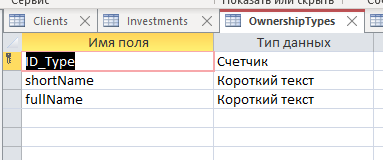 Сервис
Показать или скрыть
Clients
Investments
OwnershipTypes
Имя поля
Тип данных
ID_Type
Счетчик
shortName
Короткий текст
fullName
Короткий текст